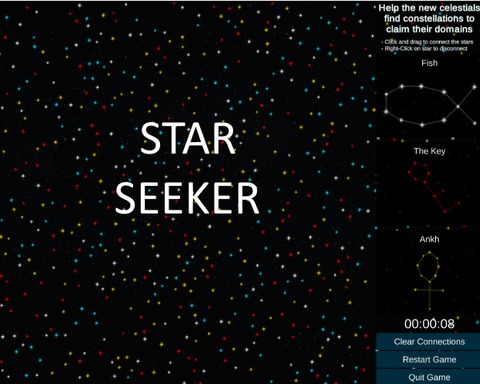 Help the new celestials
find constellations to
claim their domains
- Click and drag to connect the stars
- Right-Click on star to disconnect
Fish
STAR
SEEKER
The Key
Ankh
00:00:08
Clear Connections
Restart Game
Quit Game